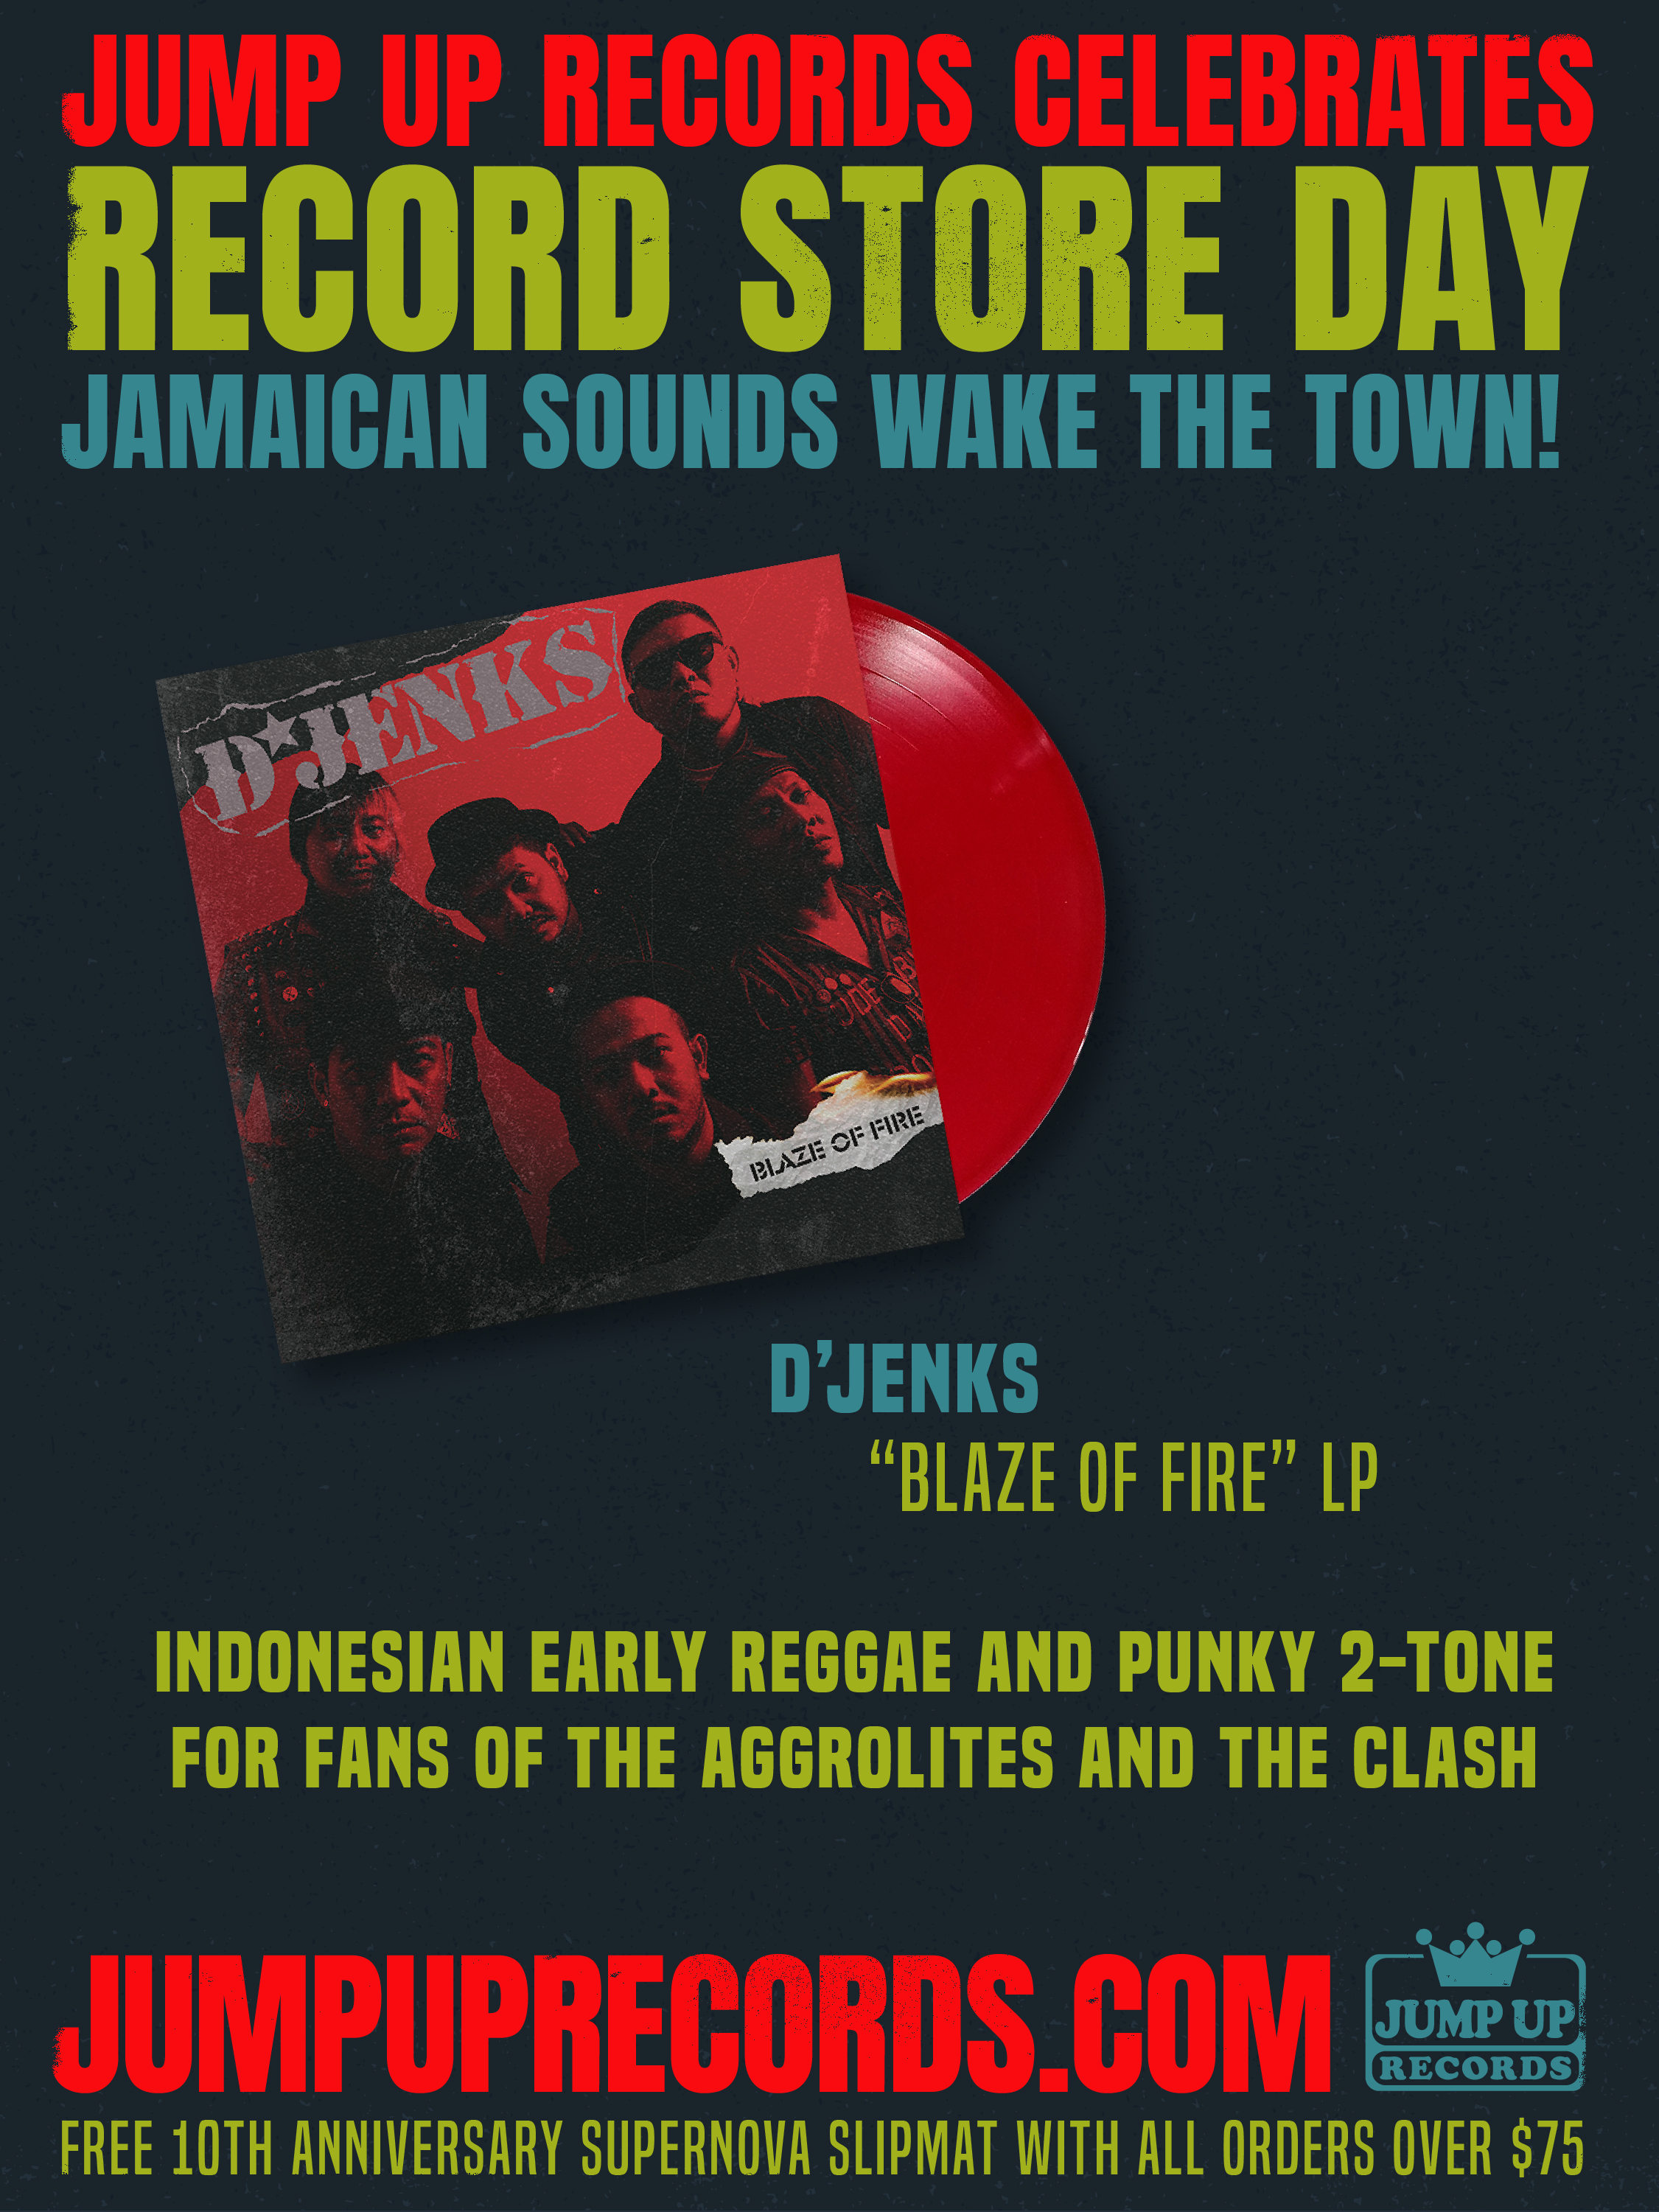 JUMP UP RECORDS CELEBRATES
RECORD STORE DAY
JAMAICAN SOUNDS WAKE THE TOWN!
D★JENKS
BLAZE OF FIRE
D’JENKS
“BLAZE OF FIRE” LP
INDONESIAN EARLY REGGAE AND PUNKY 2-TONE
FOR FANS OF THE AGGROLITES AND THE CLASH
JUMPUPRECORDS.COM
JUMP UP
RECORDS
FREE 10TH ANNIVERSARY SUPERNOVA SLIPMAT WITH ALL ORDERS OVER $75